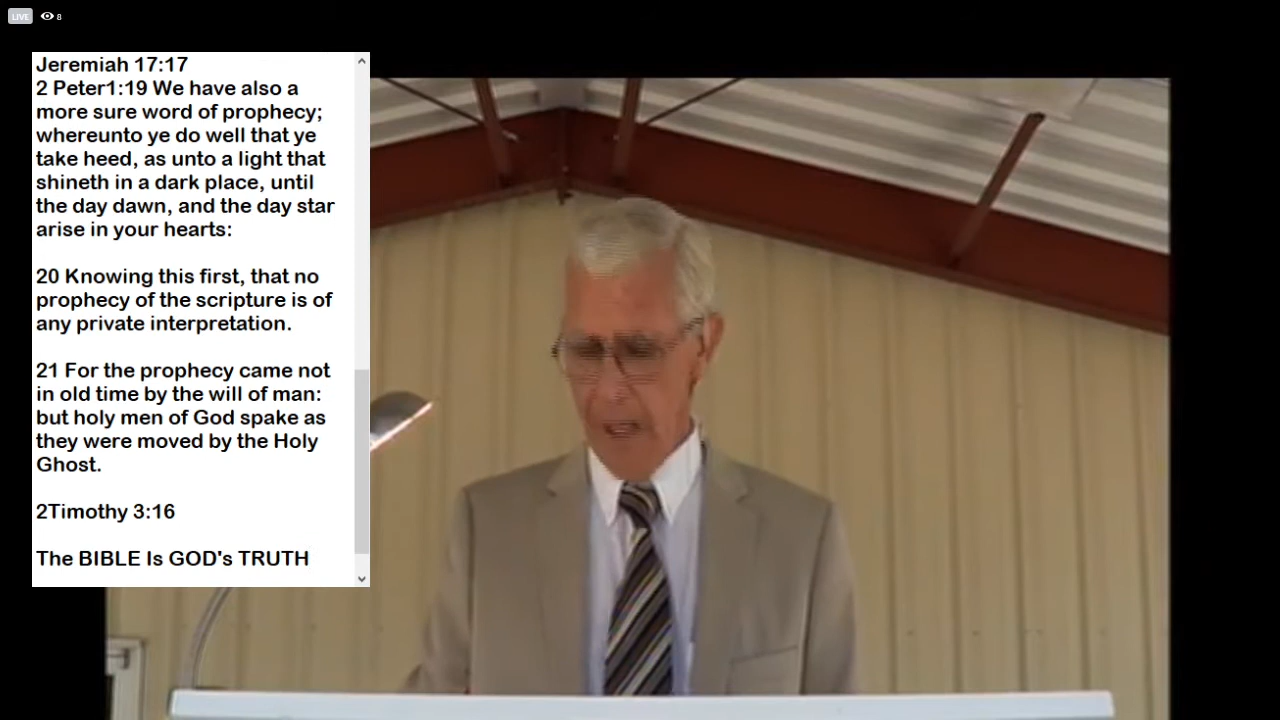 LIVE 8
Jeremiah 17:17
2 Peter1:19 We have also a
more sure word of prophecy;
whereunto ye do well that ye
take heed, as unto a light that
shineth in a dark place, until
the day dawn, and the day star
arise in your hearts:
20 Knowing this first, that no
prophecy of the scripture is of
any private interpretation.
21 For the prophecy came not
in old time by the will of man:
but holy men of God spake as
they were moved by the Holy
Ghost.
2Timothy 3:16
The BIBLE Is GOD's TRUTH